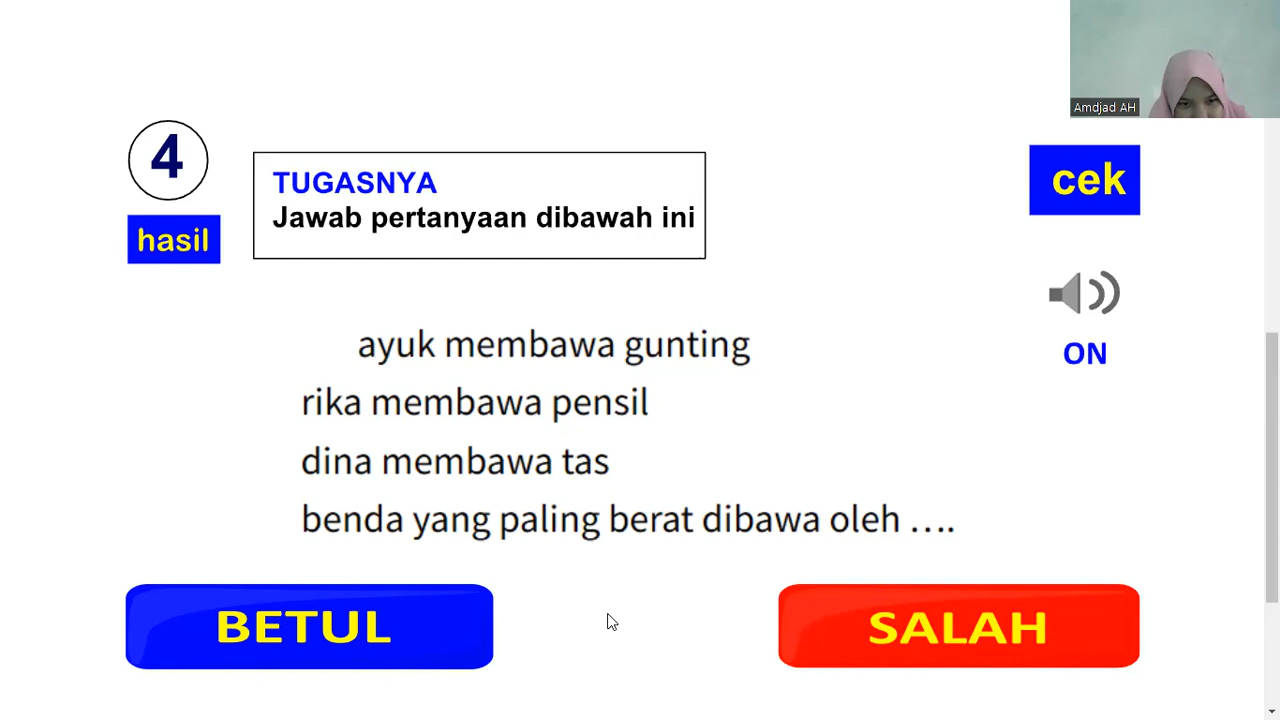 Amdjad AH
4
hasil
TUGASNYA
Jawab pertanyaan dibawah ini
cek
ON
ayuk membawa gunting
rika membawa pensil
dina membawa tas
benda yang paling berat dibawa oleh ....
BETUL
SALAH